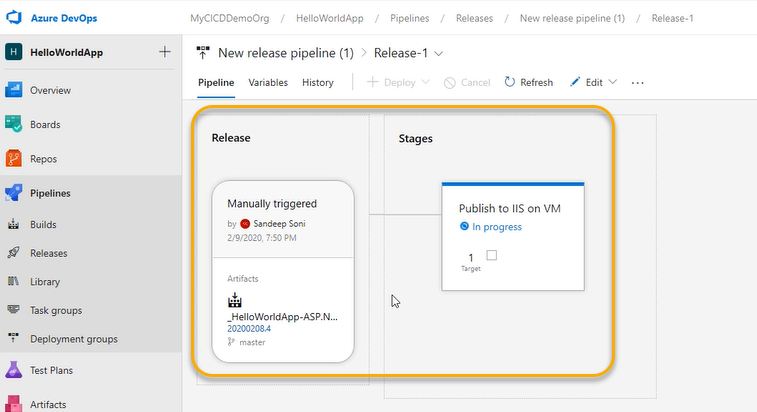 Azure DevOps
MyCICDDemoOrg / HelloWorldApp / Pipelines / Releases / New release pipeline (1) / Release-1
H HelloWorldApp
New release pipeline (1) > Release-1
Pipeline Variables History Deploy Cancel Refresh Edit ...
Overview
Boards
Repos
Pipelines
Builds
Releases
Library
Task groups
Deployment groups
Test Plans
Artifacts
Release
Manually triggered
by Sandeep Soni
2/9/2020, 7:50 PM
Artifacts
_HelloWorldApp-ASP.N...
20200208.4
master
Stages
Publish to IIS on VM
In progress
1
Target